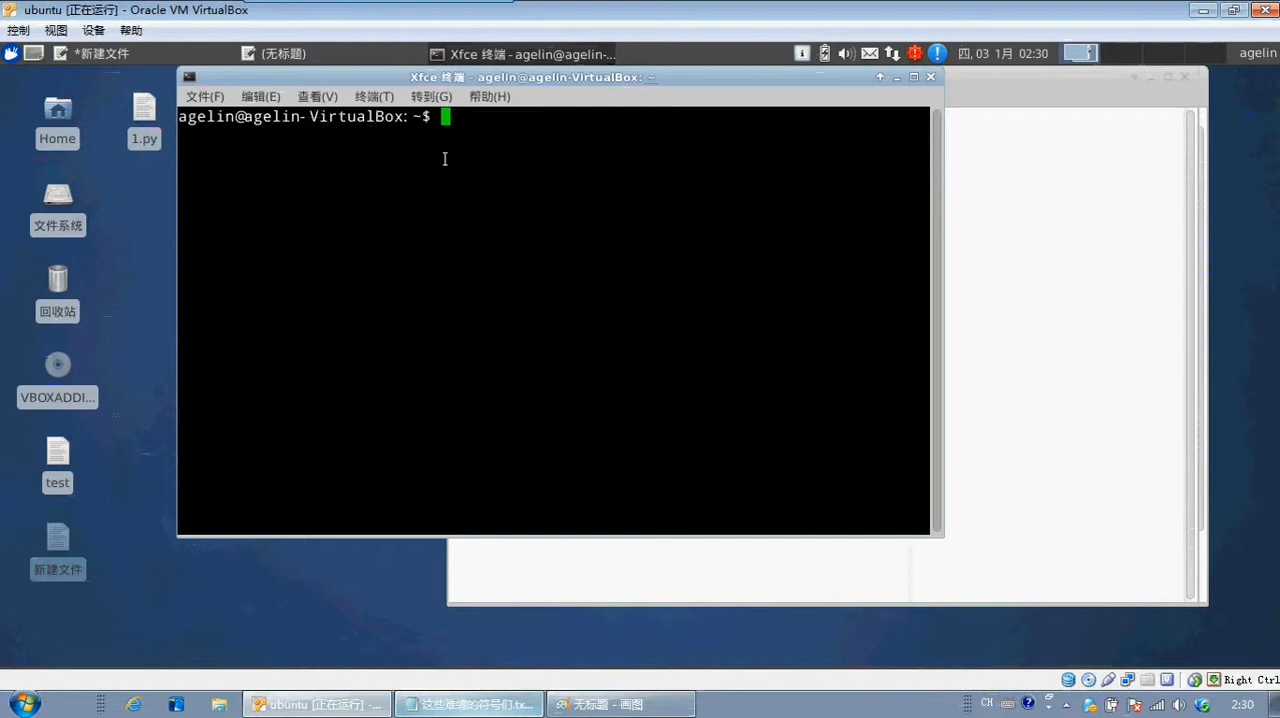 ubuntu [正在运行] - Oracle VM VirtualBox
控制 视图 设备 帮助
*新建文件 (无标题) Xfce 终端 - agelin@agelin-... 四, 03 1月 02:30 agelin
Xfce 终端 - agelin@agelin-VirtualBox: ~
文件(F) 编辑(E) 查看(V) 终端(T) 转到(G) 帮助(H)
agelin@agelin-VirtualBox:~$
Home
1.py
文件系统
回收站
VBOXADDI...
test
新建文件
Right Ctrl
ubuntu [正在运行] -... 这些难缠的符号们.tx... 无标题 - 画图 CH 2:30